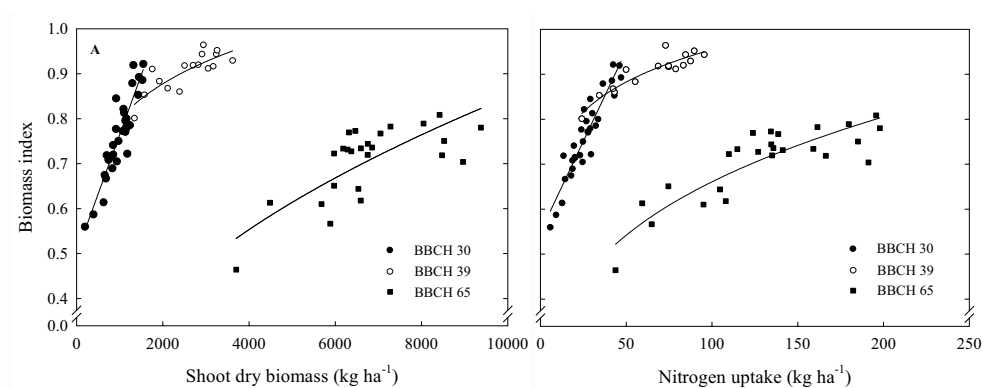 1.0
0.9
0.8
0.7
0.6
0.5
0.4
0.0
Biomass index
A
BBCH 30
BBCH 39
BBCH 65
0 2000 4000 6000 8000 10000
Shoot dry biomass (kg ha⁻¹)
BBCH 30
BBCH 39
BBCH 65
0 50 100 150 200 250
Nitrogen uptake (kg ha⁻¹)